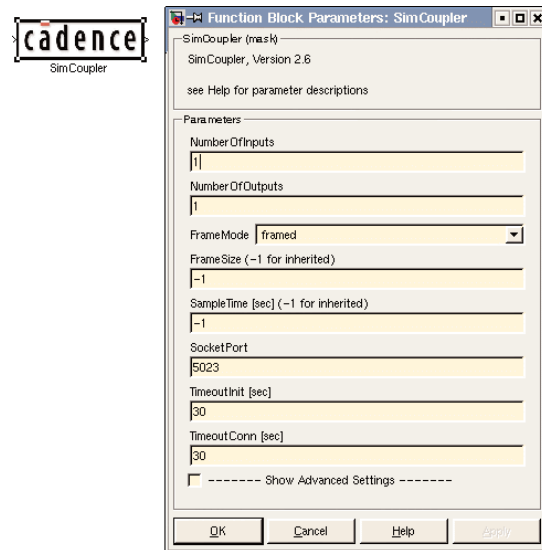 cādence
SimCoupler
Function Block Parameters: SimCoupler
SimCoupler (mask)
SimCoupler, Version 2.6
see Help for parameter descriptions
Parameters
NumberOfInputs
1
NumberOfOutputs
1
FrameMode framed
FrameSize (-1 for inherited)
-1
SampleTime [sec] (-1 for inherited)
-1
SocketPort
5023
TimeoutInit [sec]
30
TimeoutConn [sec]
30
------- Show Advanced Settings -------
OK Cancel Help Apply